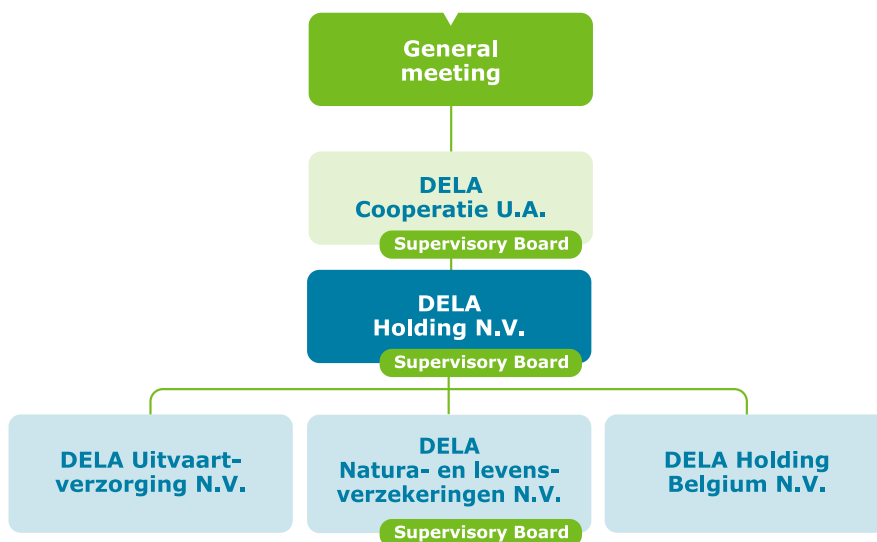 General
meeting
DELA
Cooperatie U.A.
Supervisory Board
DELA
Holding N.V.
Supervisory Board
DELA Uitvaart-
verzorging N.V.
DELA
Natura- en levens-
verzekeringen N.V.
Supervisory Board
DELA Holding
Belgium N.V.